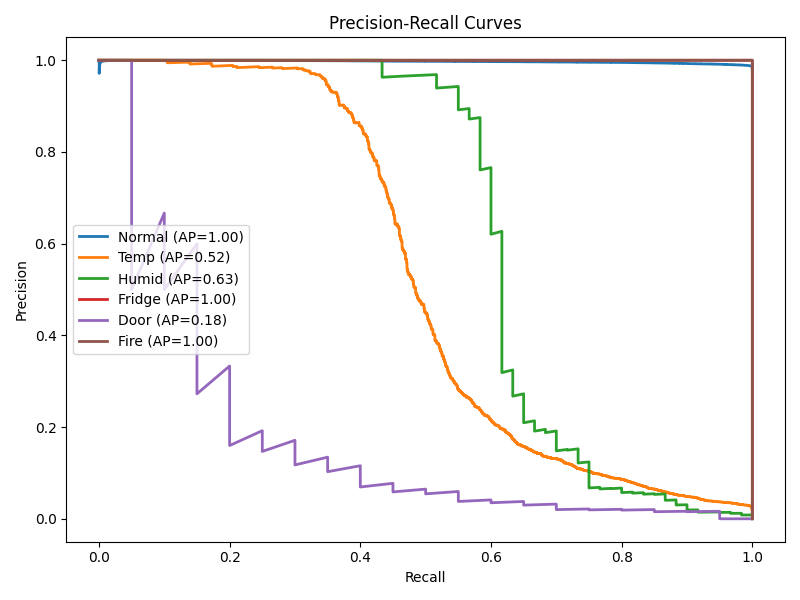 Precision-Recall Curves
Precision
1.0
0.8
0.6
0.4
0.2
0.0
Normal (AP=1.00)
Temp (AP=0.52)
Humid (AP=0.63)
Fridge (AP=1.00)
Door (AP=0.18)
Fire (AP=1.00)
0.0 0.2 0.4 0.6 0.8 1.0
Recall